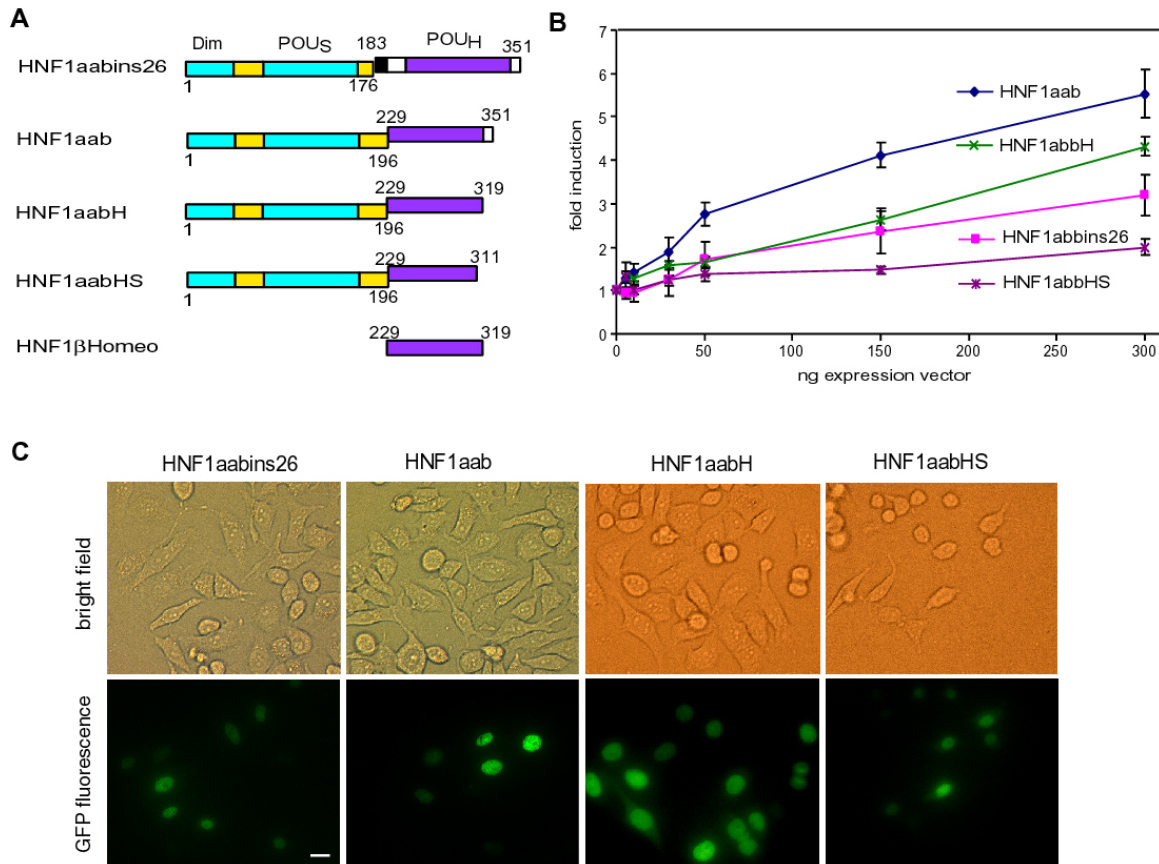 A
Dim POUS 183 POUH 351
HNF1aabins26
1 176
229 351
HNF1aab
1 196
229 319
HNF1aabH
1 196
229 311
HNF1aabHS
1 196
229 319
HNF1βHomeo
B
7
6
5
4
3
2
1
0
fold induction
HNF1aab
HNF1abbH
HNF1abbins26
HNF1abbHS
0 50 100 150 200 250 300
ng expression vector
C
HNF1aabins26 HNF1aab HNF1aabH HNF1aabHS
bright field
GFP fluorescence